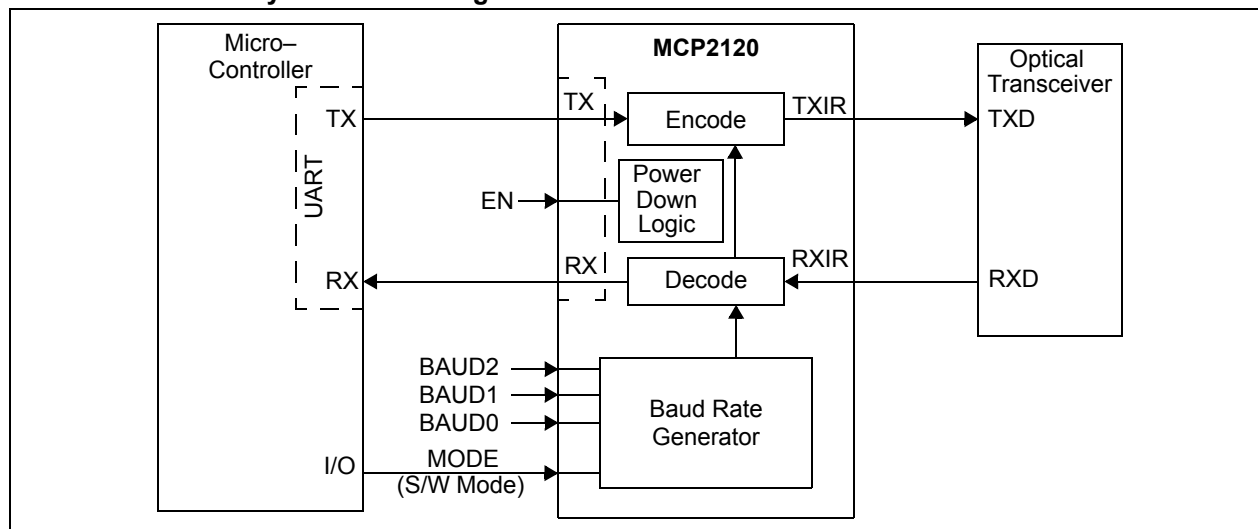 Micro–
Controller
UART
TX
RX
I/O
MCP2120
TX
Encode
TXIR
EN
Power
Down
Logic
RX
Decode
RXIR
BAUD2
BAUD1
BAUD0
MODE
(S/W Mode)
Baud Rate
Generator
Optical
Transceiver
TXD
RXD